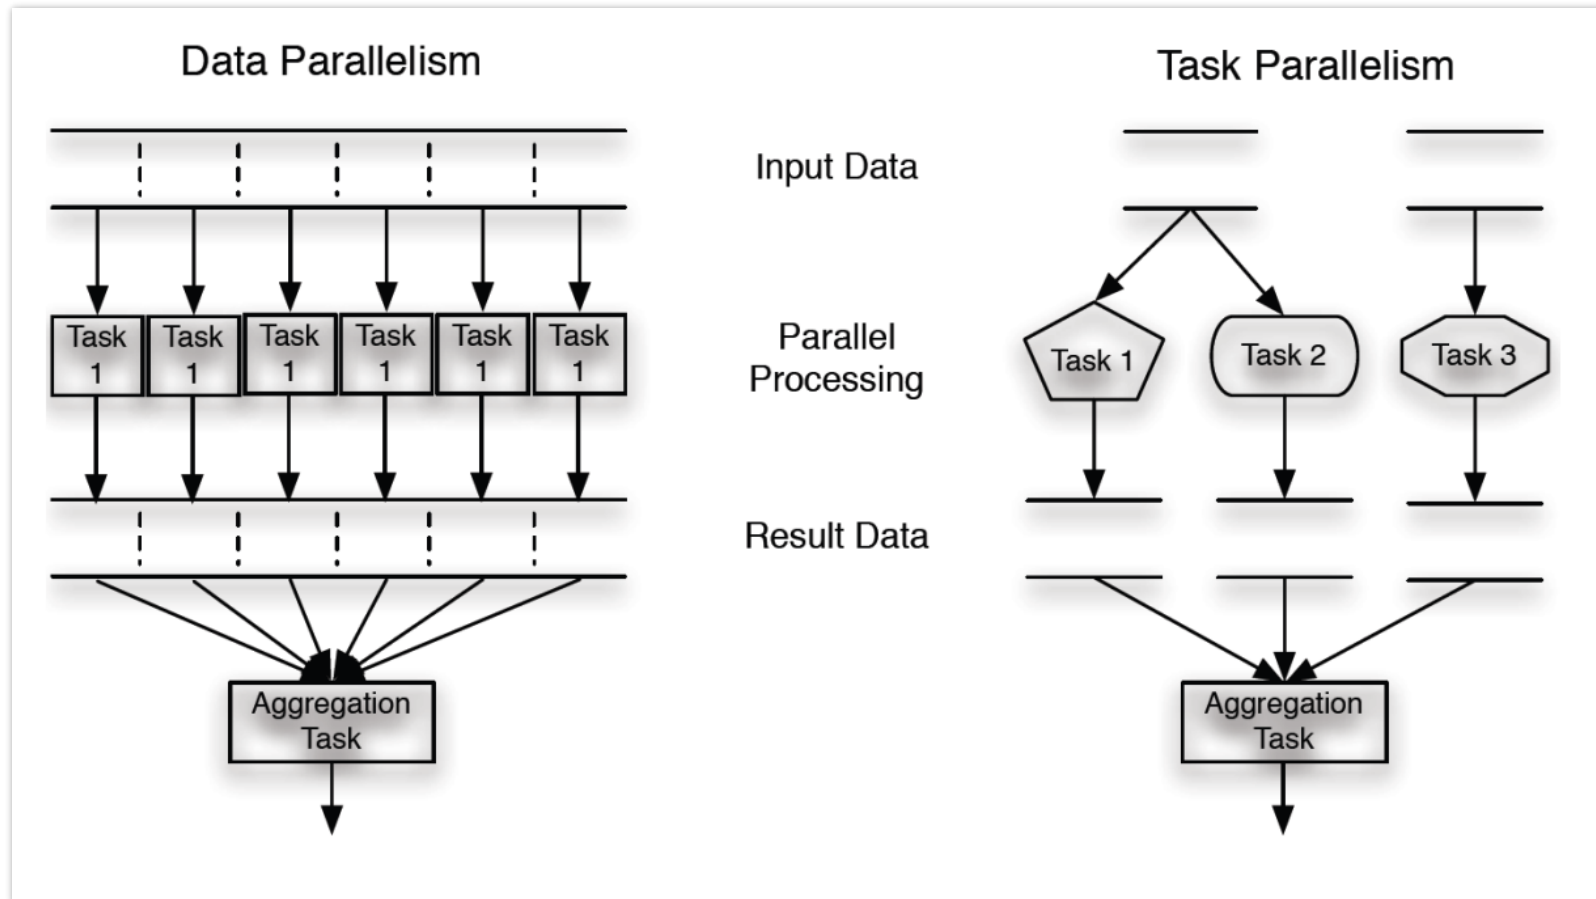 Data Parallelism
Task Parallelism
Input Data
Task
1
Task
1
Task
1
Task
1
Task
1
Task
1
Parallel
Processing
Task 1
Task 2
Task 3
Result Data
Aggregation
Task
Aggregation
Task